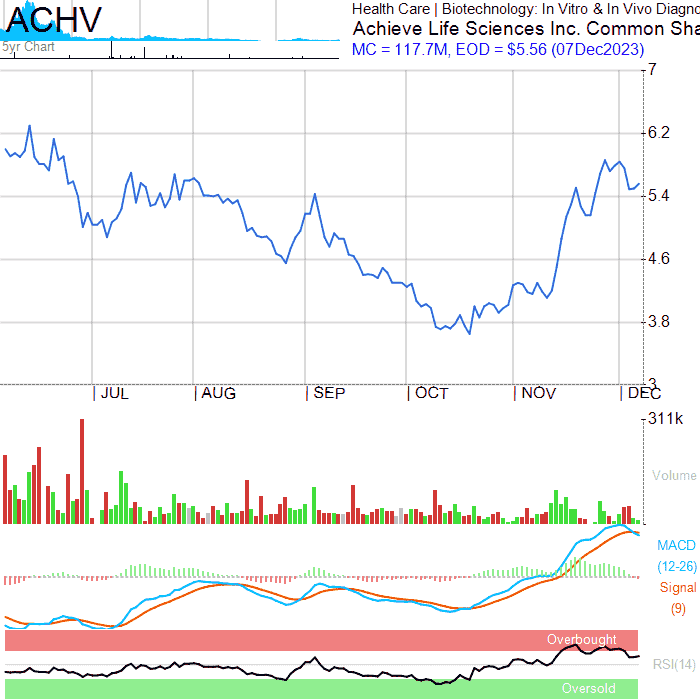 ACHV
5yr Chart
Health Care | Biotechnology: In Vitro & In Vivo Diagno
Achieve Life Sciences Inc. Common Sha
MC = 117.7M, EOD = $5.56 (07Dec2023)
7
6.2
5.4
4.6
3.8
3
JUL AUG SEP OCT NOV DEC
311k
Volume
MACD
(12-26)
Signal
(9)
Overbought
RSI(14)
Oversold